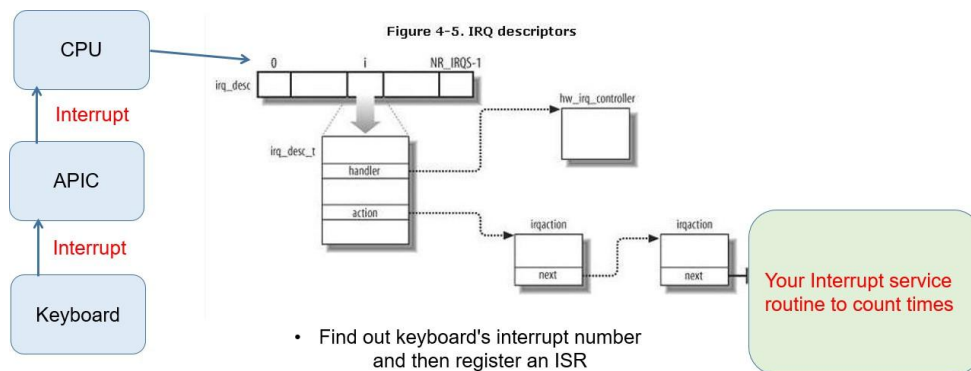 Figure 4-5. IRQ descriptors
CPU
0
i
NR_IRQS-1
irq_desc
Interrupt
hw_irq_controller
irq_desc_t
handler
APIC
action
irqaction
irqaction
Interrupt
next
next
Your Interrupt service
routine to count times
Keyboard
• Find out keyboard's interrupt number
and then register an ISR